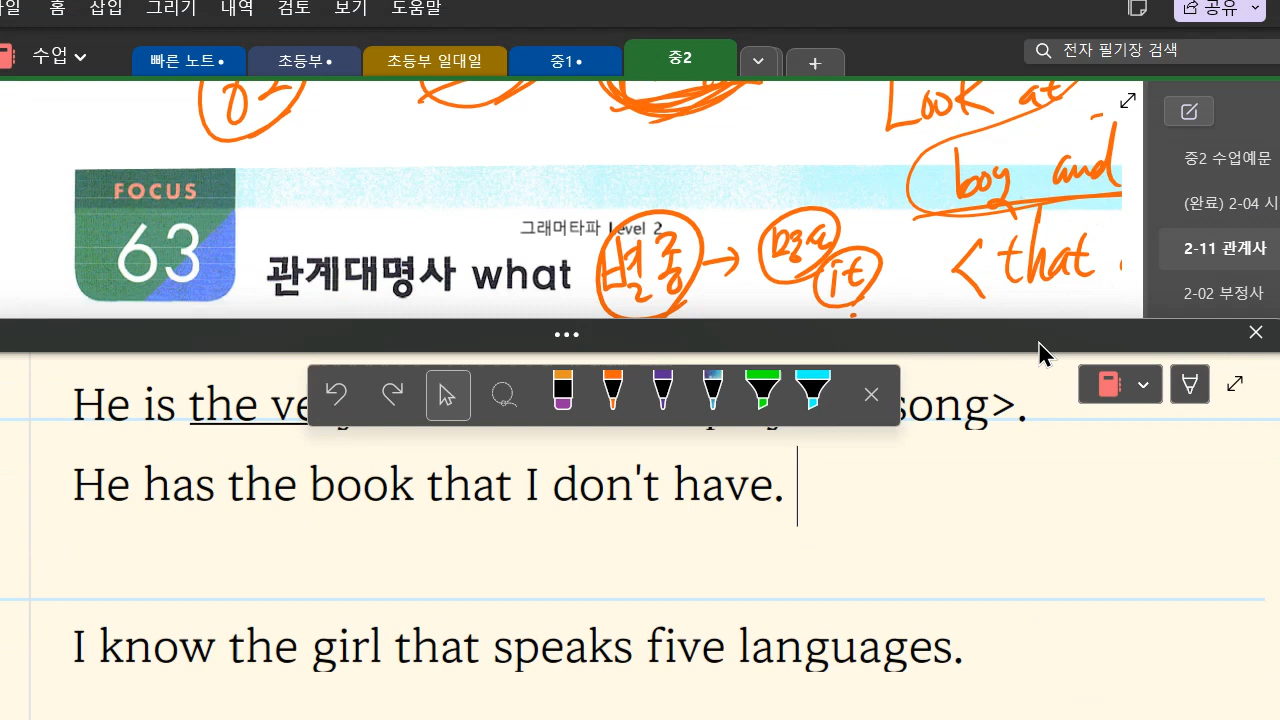 파일 홈 삽입 그리기 내역 검토 보기 도움말 공유
수업 빠른 노트• 초등부• 초등부 일대일 중1• 중2 + 전자 필기장 검색
Look at
boy and
FOCUS
63
그래머타파 Level 2
관계대명사 what
별종 → 명사
it
< that
중2 수업예문
(완료) 2-04 시
2-11 관계사
2-02 부정사
He is the ve song>.
He has the book that I don't have.
I know the girl that speaks five languages.